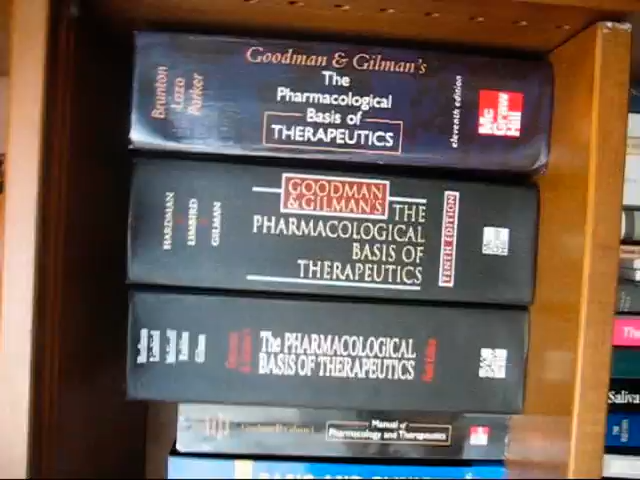 Goodman & Gilman's
The
Pharmacological
Basis of
THERAPEUTICS
Brunton
Lazo
Parker
eleventh edition
Mc
Graw
Hill
GOODMAN
& GILMAN'S
THE
PHARMACOLOGICAL
BASIS OF
THERAPEUTICS
HARDMAN
LIMBIRD
GILMAN
TENTH EDITION
The PHARMACOLOGICAL
BASIS OF THERAPEUTICS
Manual of
Pharmacology and Therapeutics
Saliva